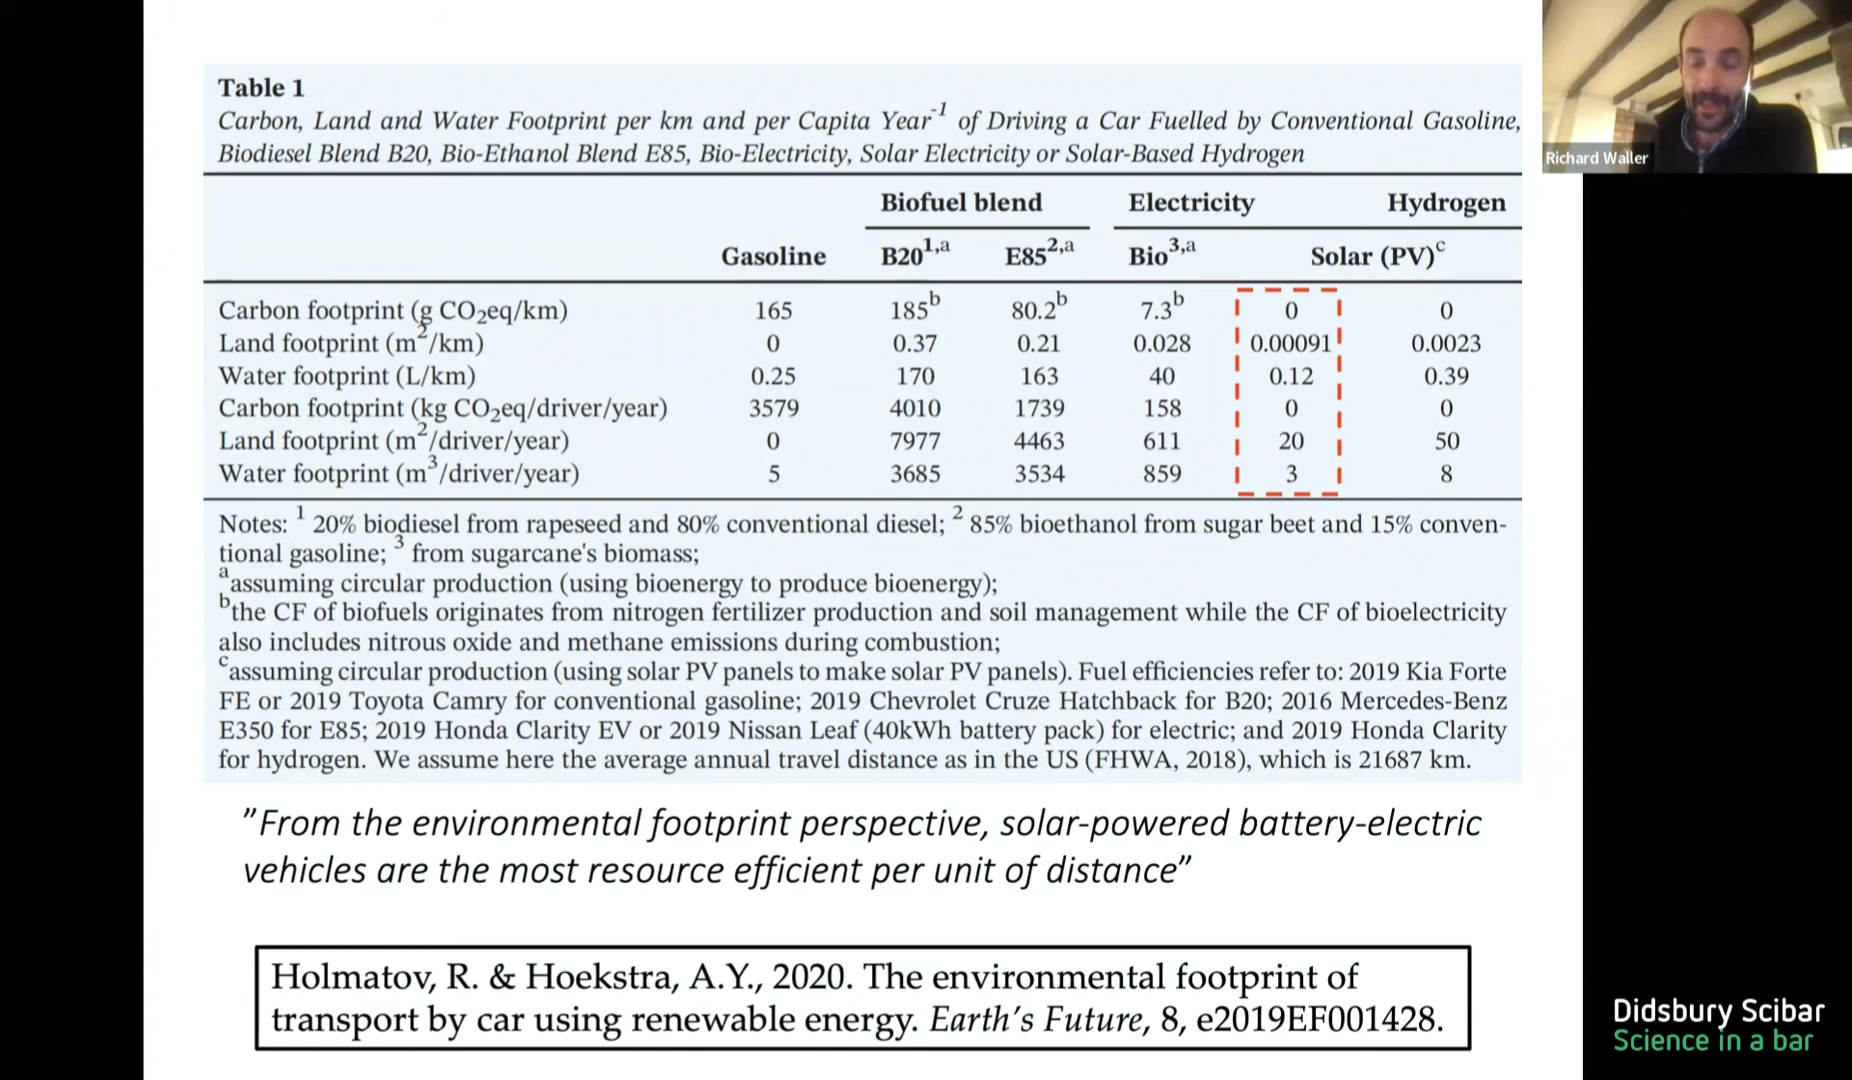 Table 1
Carbon, Land and Water Footprint per km and per Capita Year⁻¹ of Driving a Car Fuelled by Conventional Gasoline,
Biodiesel Blend B20, Bio-Ethanol Blend E85, Bio-Electricity, Solar Electricity or Solar-Based Hydrogen
Biofuel blend Electricity Hydrogen
Gasoline B20¹,ᵃ E85²,ᵃ Bio³,ᵃ Solar (PV)ᶜ
Carbon footprint (g CO₂eq/km) 165 185ᵇ 80.2ᵇ 7.3ᵇ 0 0
Land footprint (m²/km) 0 0.37 0.21 0.028 0.00091 0.0023
Water footprint (L/km) 0.25 170 163 40 0.12 0.39
Carbon footprint (kg CO₂eq/driver/year) 3579 4010 1739 158 0 0
Land footprint (m²/driver/year) 0 7977 4463 611 20 50
Water footprint (m³/driver/year) 5 3685 3534 859 3 8
Notes: ¹ 20% biodiesel from rapeseed and 80% conventional diesel; ² 85% bioethanol from sugar beet and 15% conven-
tional gasoline; ³ from sugarcane's biomass;
ᵃassuming circular production (using bioenergy to produce bioenergy);
ᵇthe CF of biofuels originates from nitrogen fertilizer production and soil management while the CF of bioelectricity
also includes nitrous oxide and methane emissions during combustion;
ᶜassuming circular production (using solar PV panels to make solar PV panels). Fuel efficiencies refer to: 2019 Kia Forte
FE or 2019 Toyota Camry for conventional gasoline; 2019 Chevrolet Cruze Hatchback for B20; 2016 Mercedes-Benz
E350 for E85; 2019 Honda Clarity EV or 2019 Nissan Leaf (40kWh battery pack) for electric; and 2019 Honda Clarity
for hydrogen. We assume here the average annual travel distance as in the US (FHWA, 2018), which is 21687 km.
”From the environmental footprint perspective, solar-powered battery-electric
vehicles are the most resource efficient per unit of distance”
Holmatov, R. & Hoekstra, A.Y., 2020. The environmental footprint of
transport by car using renewable energy. Earth's Future, 8, e2019EF001428.
Richard Waller
Didsbury Scibar
Science in a bar